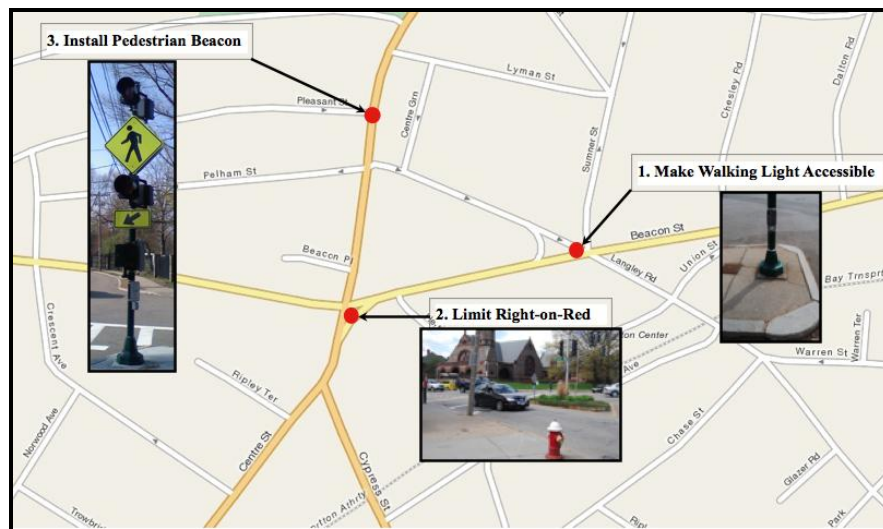 3. Install Pedestrian Beacon
Lyman St
Chesley Rd
Dalton Rd
Pleasant St
Centre Grn
Sumner St
Pelham St
1. Make Walking Light Accessible
Beacon St
Union St
Beacon Pl
Langley Rd
Bay Trnsprt
2. Limit Right-on-Red
Crescent Ave
Centre St
Ripley Ter
Cypress St
Ave
Warren St
Warren Ter
Chase St
Norwood Ave
Glazer Rd
Park